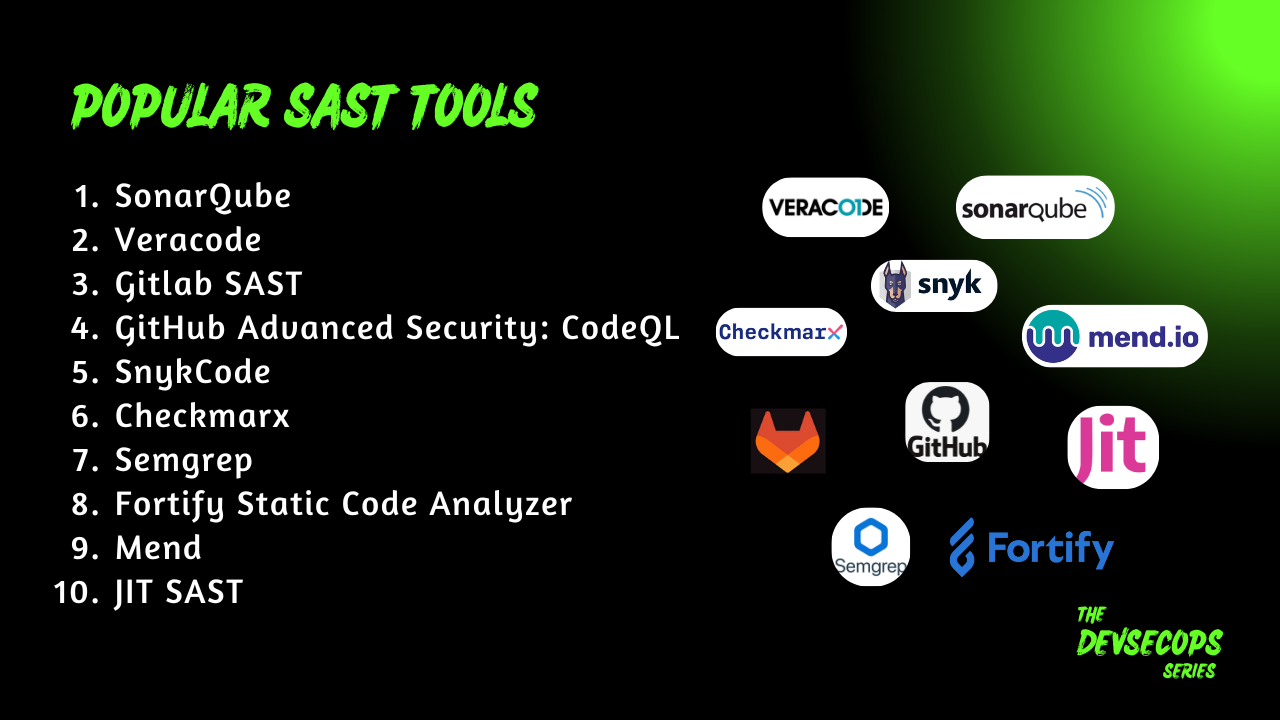 POPULAR SAST TOOLS
1. SonarQube
2. Veracode
3. Gitlab SAST
4. GitHub Advanced Security: CodeQL
5. SnykCode
6. Checkmarx
7. Semgrep
8. Fortify Static Code Analyzer
9. Mend
10. JIT SAST
VERACODE
sonarqube
snyk
Checkmarx
mend.io
GitHub
Jit
Semgrep
Fortify
THE
DEVSECOPS
SERIES